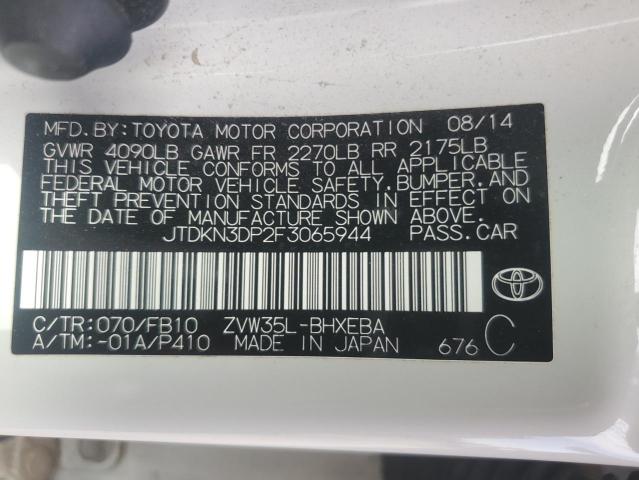 MFD. BY: TOYOTA MOTOR CORPORATION 08/14
GVWR 4090LB GAWR FR 2270LB RR 2175LB
THIS VEHICLE CONFORMS TO ALL APPLICABLE
FEDERAL MOTOR VEHICLE SAFETY, BUMPER, AND
THEFT PREVENTION STANDARDS IN EFFECT ON
THE DATE OF MANUFACTURE SHOWN ABOVE.
JTDKN3DP2F3065944 PASS.CAR
C/TR:070/FB10 ZVW35L-BHXEBA
A/TM:-01A/P410 MADE IN JAPAN 676 C